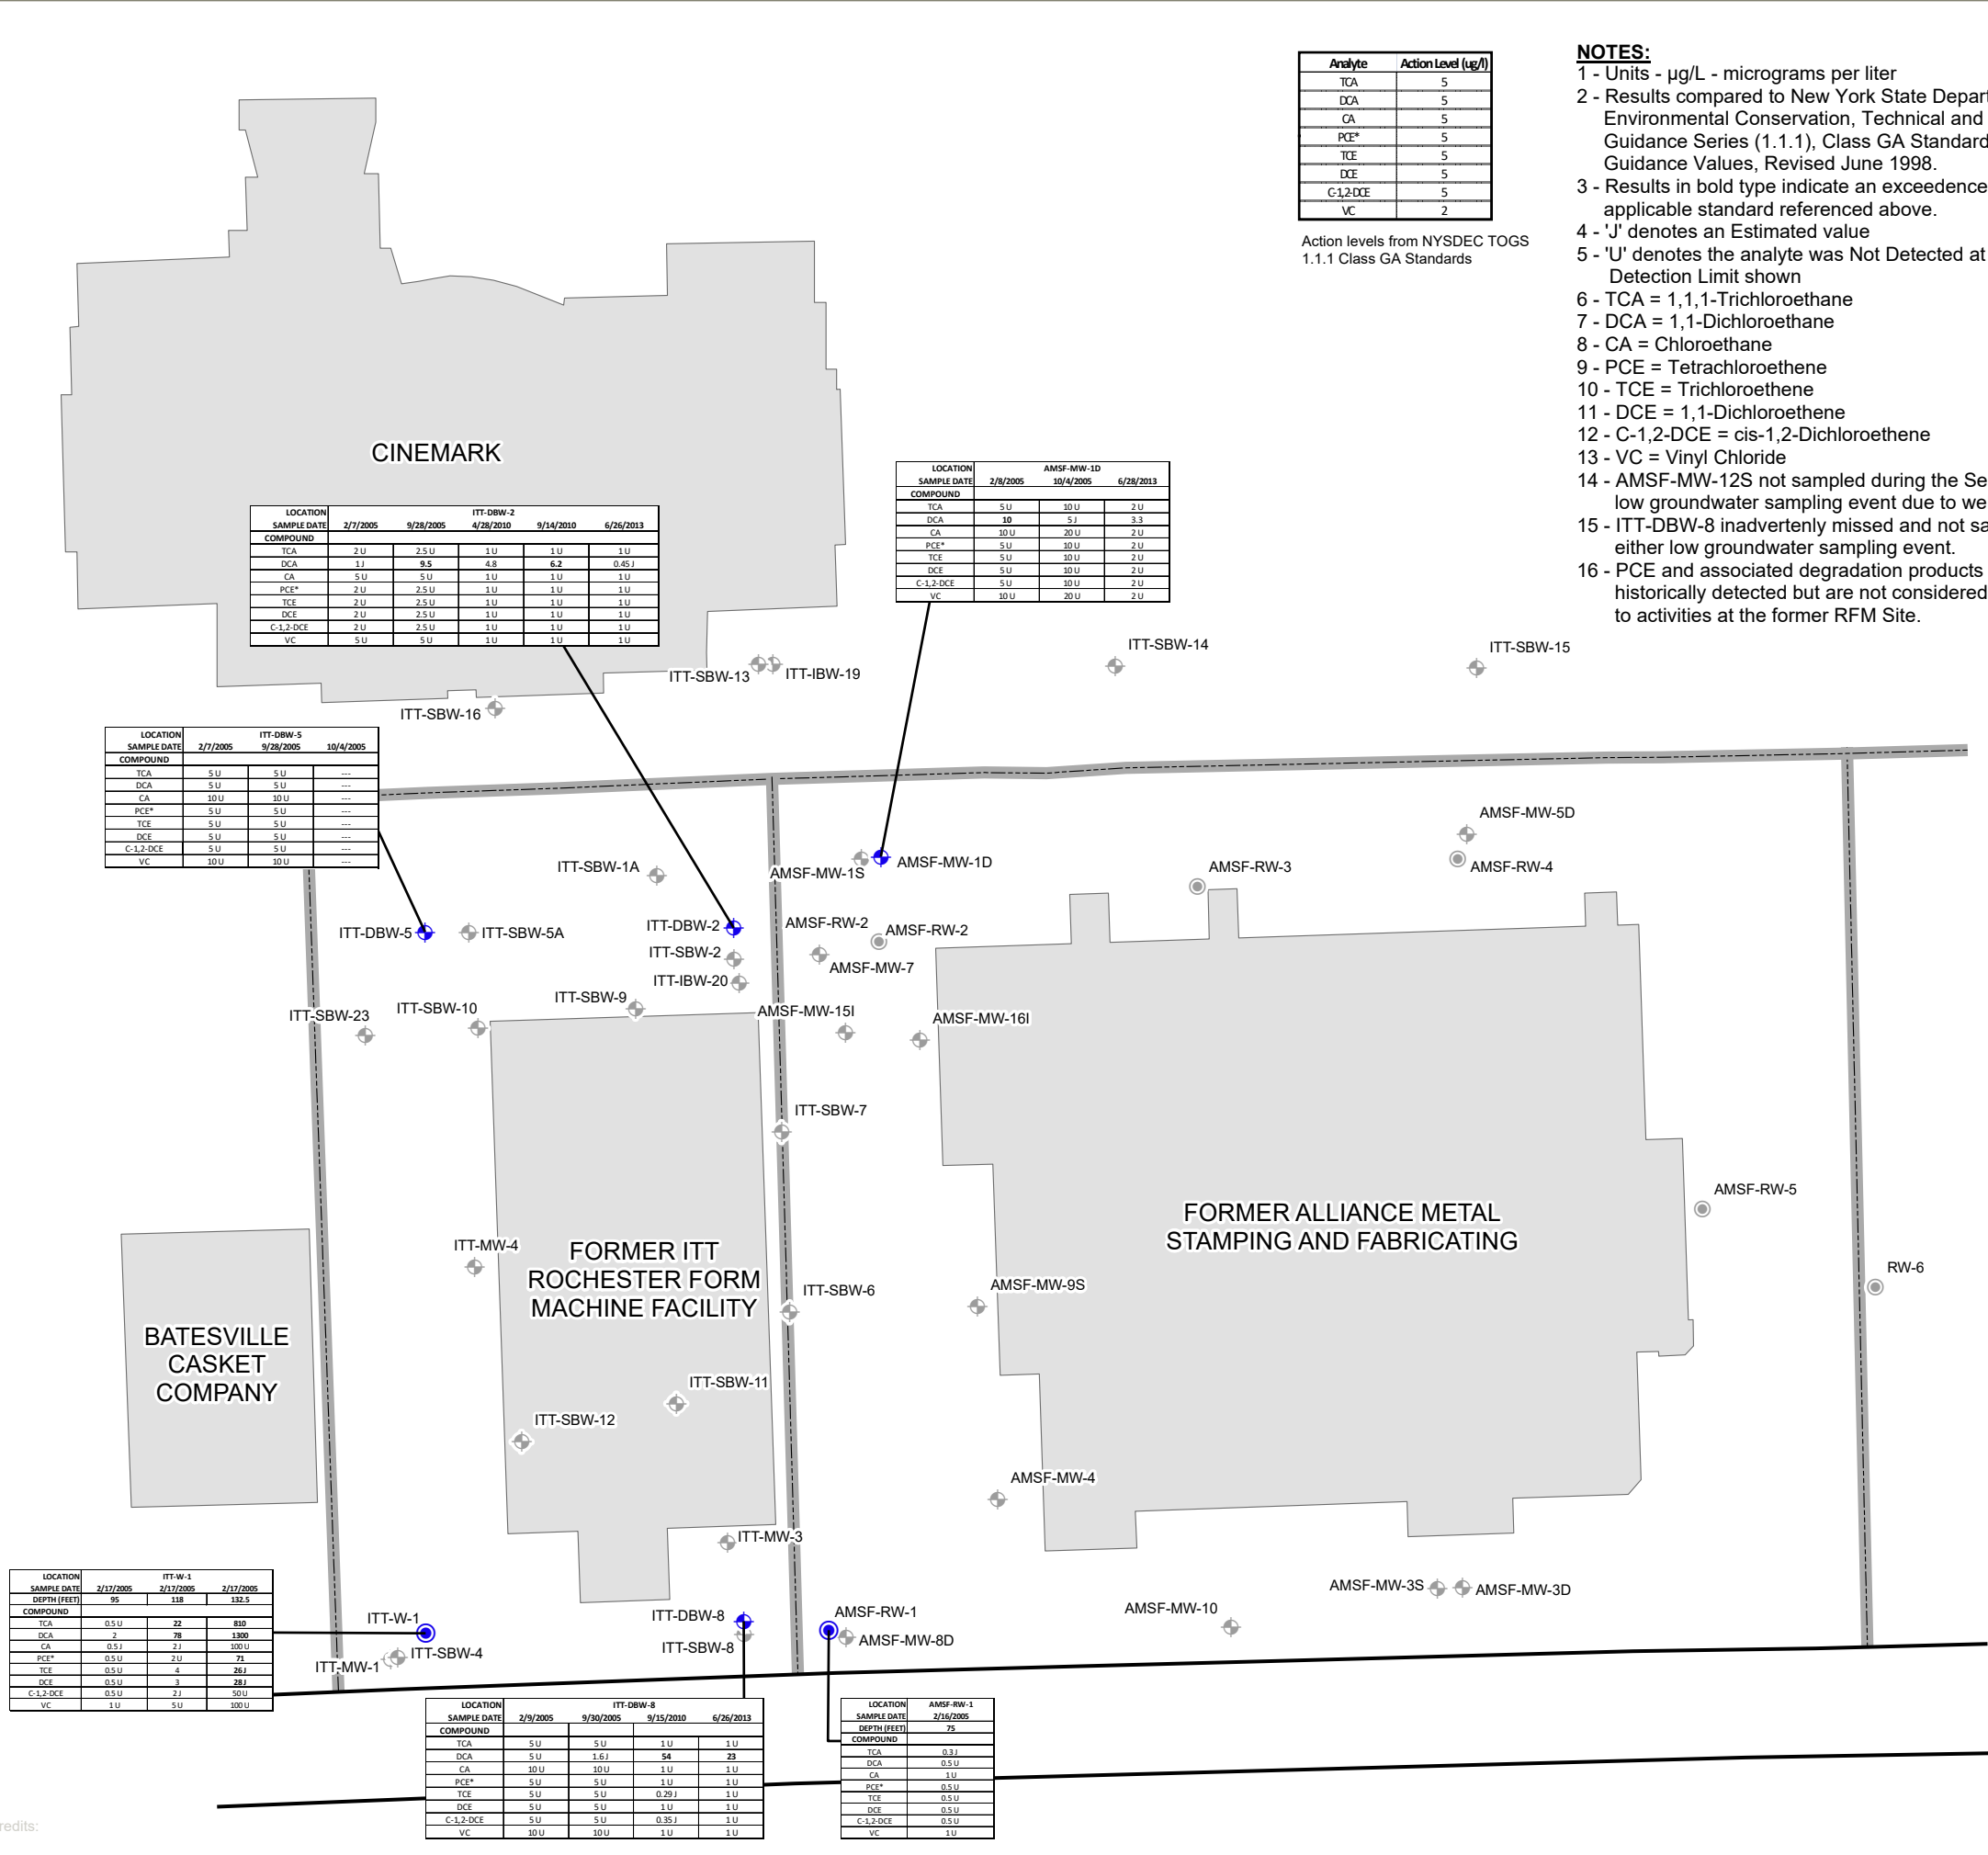 Analyte Action Level (ug/l)
TCA 5
DCA 5
CA 5
PCE* 5
TCE 5
DCE 5
C-1,2-DCE 5
VC 2
Action levels from NYSDEC TOGS
1.1.1 Class GA Standards
NOTES:
1 - Units - µg/L - micrograms per liter
2 - Results compared to New York State Depar
Environmental Conservation, Technical and
Guidance Series (1.1.1), Class GA Standard
Guidance Values, Revised June 1998.
3 - Results in bold type indicate an exceedence
applicable standard referenced above.
4 - 'J' denotes an Estimated value
5 - 'U' denotes the analyte was Not Detected at
Detection Limit shown
6 - TCA = 1,1,1-Trichloroethane
7 - DCA = 1,1-Dichloroethane
8 - CA = Chloroethane
9 - PCE = Tetrachloroethene
10 - TCE = Trichloroethene
11 - DCE = 1,1-Dichloroethene
12 - C-1,2-DCE = cis-1,2-Dichloroethene
13 - VC = Vinyl Chloride
14 - AMSF-MW-12S not sampled during the Se
low groundwater sampling event due to we
15 - ITT-DBW-8 inadvertenly missed and not sa
either low groundwater sampling event.
16 - PCE and associated degradation products
historically detected but are not considered
to activities at the former RFM Site.
CINEMARK
LOCATION ITT-DBW-2
SAMPLE DATE 2/7/2005 9/28/2005 4/28/2010 9/14/2010 6/26/2013
COMPOUND
TCA 2 U 2.5 U 1 U 1 U 1 U
DCA 1 J 9.5 4.8 6.2 0.45 J
CA 5 U 5 U 1 U 1 U 1 U
PCE* 2 U 2.5 U 1 U 1 U 1 U
TCE 2 U 2.5 U 1 U 1 U 1 U
DCE 2 U 2.5 U 1 U 1 U 1 U
C-1,2-DCE 2 U 2.5 U 1 U 1 U 1 U
VC 5 U 5 U 1 U 1 U 1 U
LOCATION AMSF-MW-1D
SAMPLE DATE 2/8/2005 10/4/2005 6/28/2013
COMPOUND
TCA 5 U 10 U 2 U
DCA 10 5 J 3.3
CA 10 U 20 U 2 U
PCE* 5 U 10 U 2 U
TCE 5 U 10 U 2 U
DCE 5 U 10 U 2 U
C-1,2-DCE 5 U 10 U 2 U
VC 10 U 20 U 2 U
ITT-SBW-14
ITT-SBW-15
ITT-SBW-13
ITT-IBW-19
ITT-SBW-16
LOCATION ITT-DBW-5
SAMPLE DATE 2/7/2005 9/28/2005 10/4/2005
COMPOUND
TCA 5 U 5 U ---
DCA 5 U 5 U ---
CA 10 U 10 U ---
PCE* 5 U 5 U ---
TCE 5 U 5 U ---
DCE 5 U 5 U ---
C-1,2-DCE 5 U 5 U ---
VC 10 U 10 U ---
AMSF-MW-5D
ITT-SBW-1A
AMSF-MW-1S
AMSF-MW-1D
AMSF-RW-3
AMSF-RW-4
ITT-DBW-5
ITT-SBW-5A
ITT-DBW-2
AMSF-RW-2
AMSF-RW-2
ITT-SBW-2
AMSF-MW-7
ITT-IBW-20
ITT-SBW-23
ITT-SBW-10
ITT-SBW-9
AMSF-MW-15I
AMSF-MW-16I
ITT-SBW-7
AMSF-RW-5
FORMER ALLIANCE METAL
STAMPING AND FABRICATING
ITT-MW-4
FORMER ITT
ROCHESTER FORM
MACHINE FACILITY
ITT-SBW-6
AMSF-MW-9S
RW-6
BATESVILLE
CASKET
COMPANY
ITT-SBW-11
ITT-SBW-12
AMSF-MW-4
ITT-MW-3
LOCATION ITT-W-1
SAMPLE DATE 2/17/2005 2/17/2005 2/17/2005
DEPTH (FEET) 95 118 132.5
COMPOUND
TCA 0.5 U 22 810
DCA 2 78 1300
CA 0.5 J 2 J 100 U
PCE* 0.5 U 2 U 71
TCE 0.5 U 4 26 J
DCE 0.5 U 3 28 J
C-1,2-DCE 0.5 U 2 J 50 U
VC 1 U 5 U 100 U
ITT-W-1
ITT-MW-1
ITT-SBW-4
ITT-DBW-8
ITT-SBW-8
AMSF-RW-1
AMSF-MW-8D
AMSF-MW-3S
AMSF-MW-3D
AMSF-MW-10
LOCATION ITT-DBW-8
SAMPLE DATE 2/9/2005 9/30/2005 9/15/2010 6/26/2013
COMPOUND
TCA 5 U 5 U 1 U 1 U
DCA 5 U 1.6 J 54 23
CA 10 U 10 U 1 U 1 U
PCE* 5 U 5 U 1 U 1 U
TCE 5 U 5 U 0.29 J 1 U
DCE 5 U 5 U 1 U 1 U
C-1,2-DCE 5 U 5 U 0.35 J 1 U
VC 10 U 10 U 1 U 1 U
LOCATION AMSF-RW-1
SAMPLE DATE 2/16/2005
DEPTH (FEET) 75
COMPOUND
TCA 0.3 J
DCA 0.5 U
CA 1 U
PCE* 0.5 U
TCE 0.5 U
DCE 0.5 U
C-1,2-DCE 0.5 U
VC 1 U
redits: